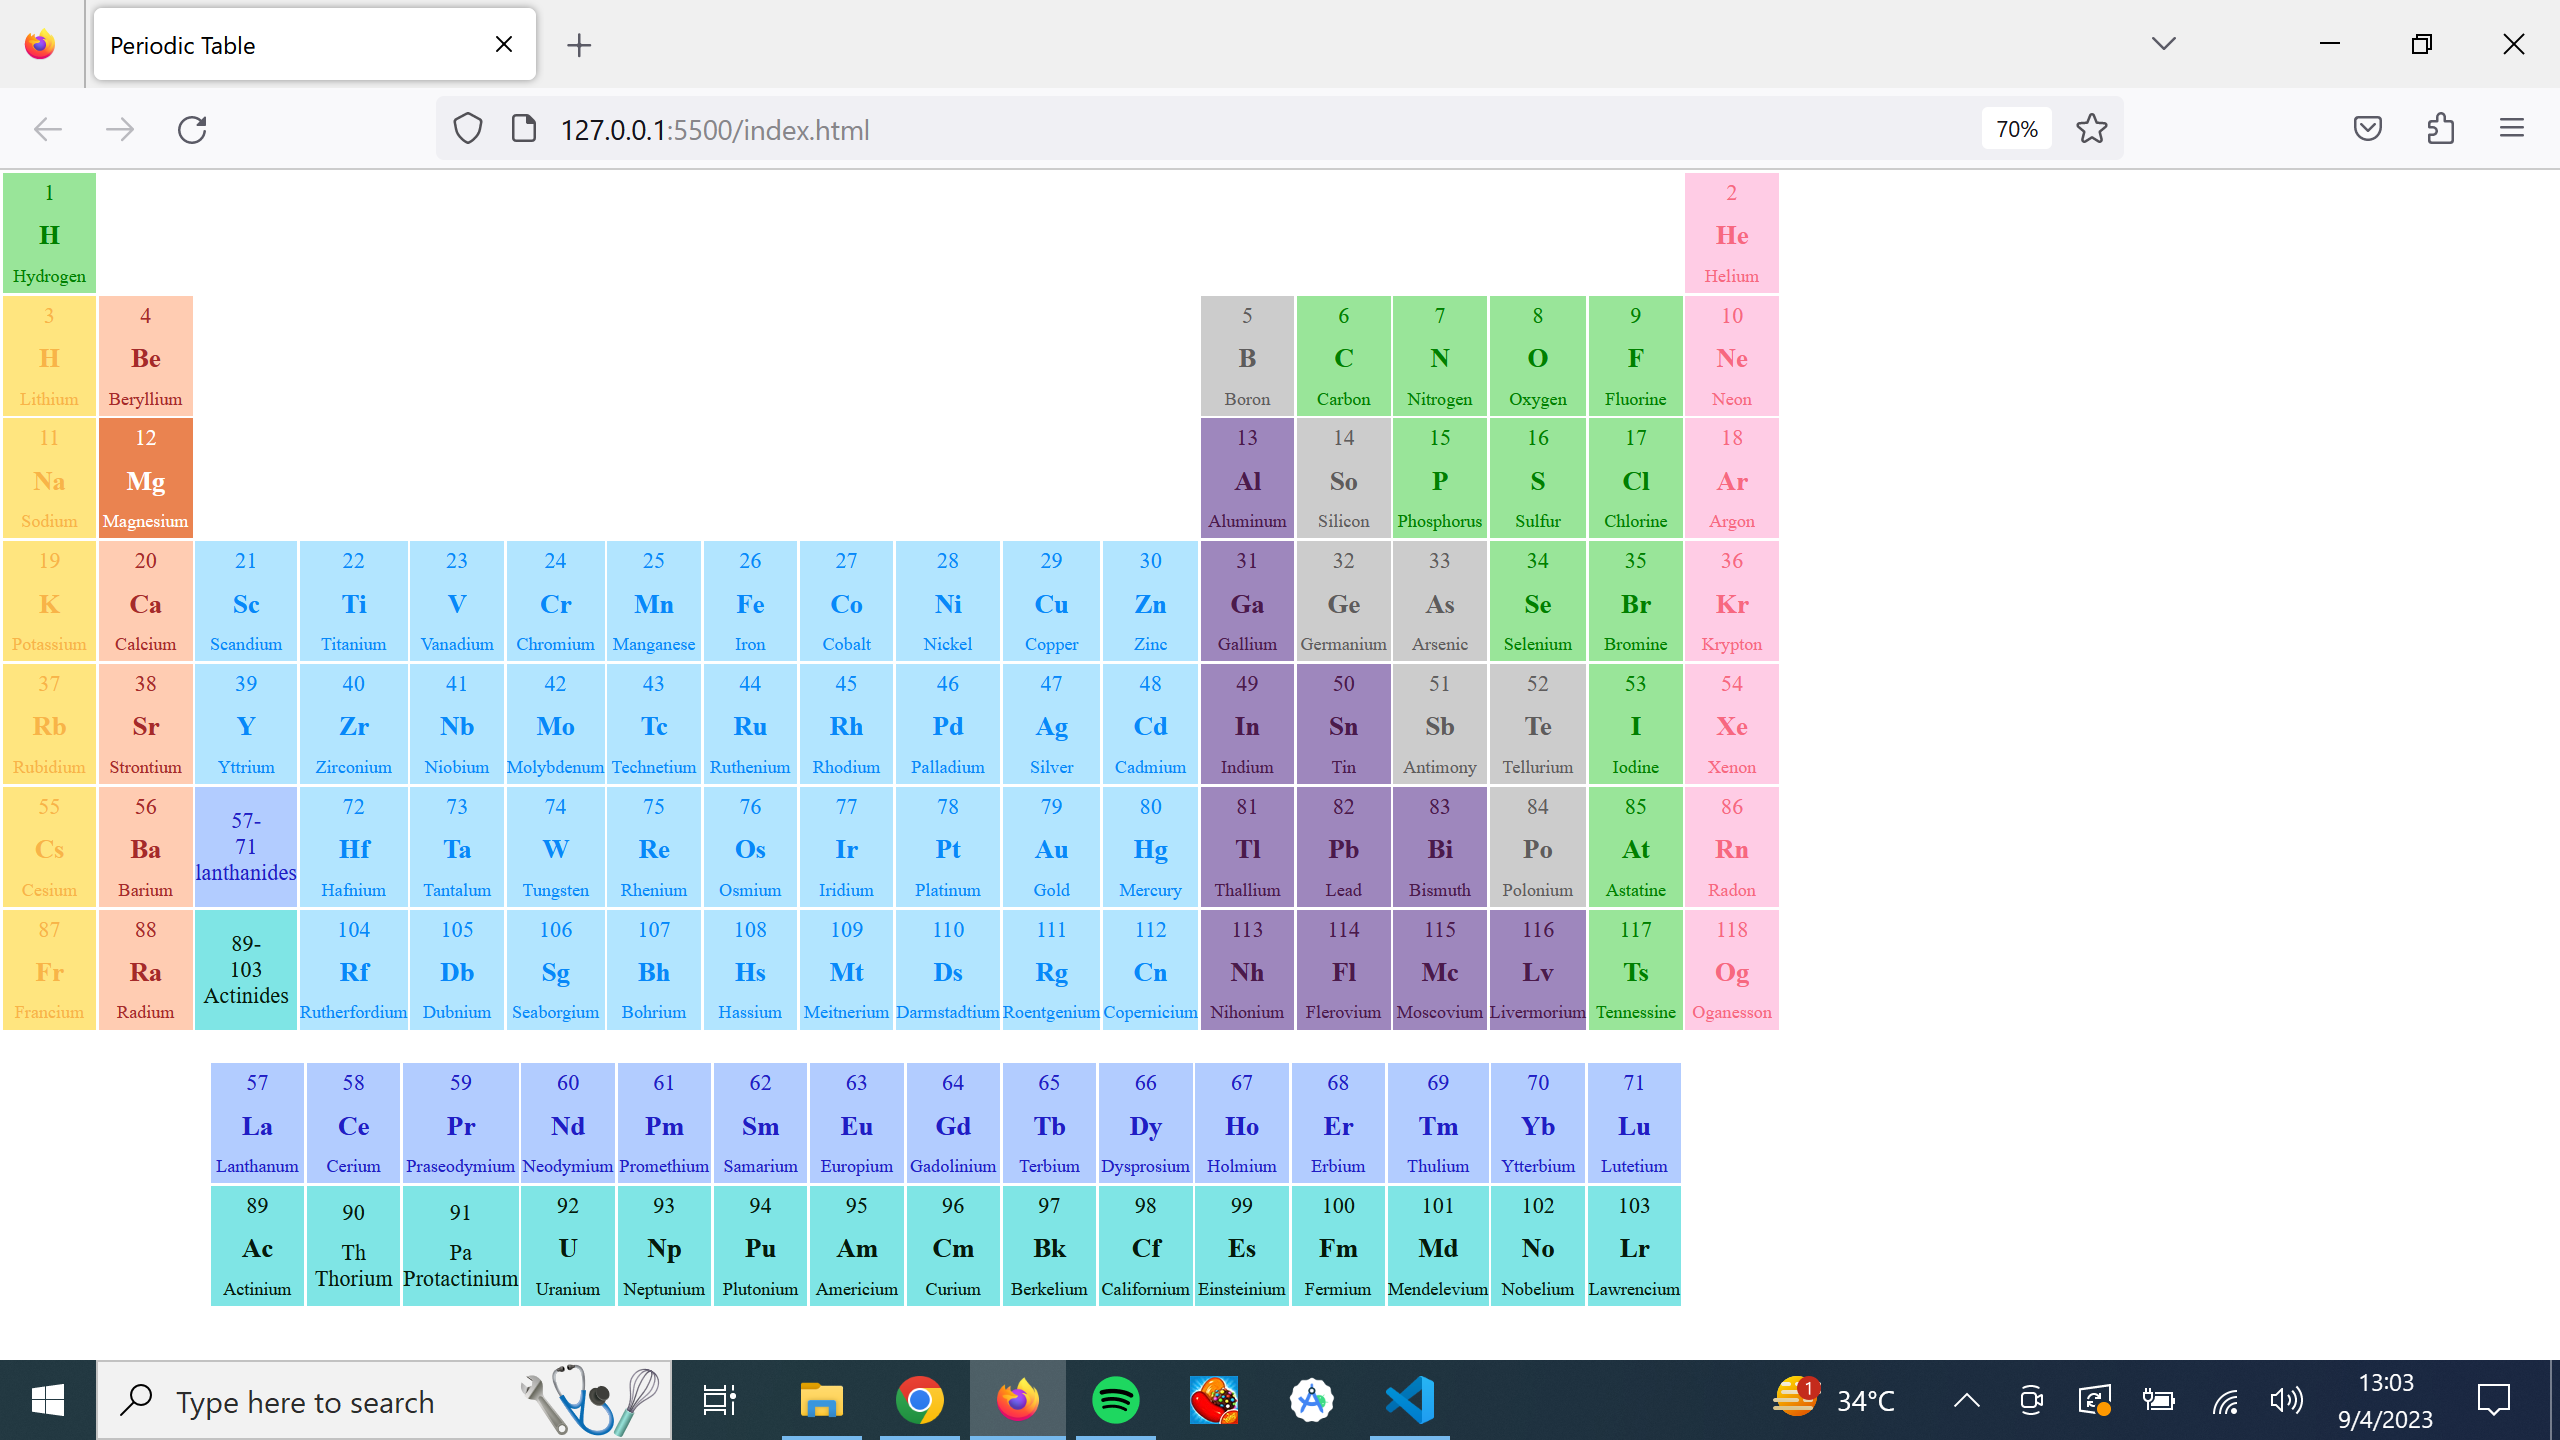 Periodic Table
127.0.0.1:5500/index.html
70%
1 2
H He
Hydrogen Helium
3 4 5 6 7 8 9 10
H Be B C N O F Ne
Lithium Beryllium Boron Carbon Nitrogen Oxygen Fluorine Neon
11 12 13 14 15 16 17 18
Na Mg Al So P S Cl Ar
Sodium Magnesium Aluminum Silicon Phosphorus Sulfur Chlorine Argon
19 20 21 22 23 24 25 26 27 28 29 30 31 32 33 34 35 36
K Ca Sc Ti V Cr Mn Fe Co Ni Cu Zn Ga Ge As Se Br Kr
Potassium Calcium Scandium Titanium Vanadium Chromium Manganese Iron Cobalt Nickel Copper Zinc Gallium Germanium Arsenic Selenium Bromine Krypton
37 38 39 40 41 42 43 44 45 46 47 48 49 50 51 52 53 54
Rb Sr Y Zr Nb Mo Tc Ru Rh Pd Ag Cd In Sn Sb Te I Xe
Rubidium Strontium Yttrium Zirconium Niobium Molybdenum Technetium Ruthenium Rhodium Palladium Silver Cadmium Indium Tin Antimony Tellurium Iodine Xenon
55 56 57- 72 73 74 75 76 77 78 79 80 81 82 83 84 85 86
Cs Ba 71 Hf Ta W Re Os Ir Pt Au Hg Tl Pb Bi Po At Rn
Cesium Barium lanthanides Hafnium Tantalum Tungsten Rhenium Osmium Iridium Platinum Gold Mercury Thallium Lead Bismuth Polonium Astatine Radon
87 88 89- 104 105 106 107 108 109 110 111 112 113 114 115 116 117 118
Fr Ra 103 Rf Db Sg Bh Hs Mt Ds Rg Cn Nh Fl Mc Lv Ts Og
Francium Radium Actinides Rutherfordium Dubnium Seaborgium Bohrium Hassium Meitnerium Darmstadtium Roentgenium Copernicium Nihonium Flerovium Moscovium Livermorium Tennessine Oganesson
57 58 59 60 61 62 63 64 65 66 67 68 69 70 71
La Ce Pr Nd Pm Sm Eu Gd Tb Dy Ho Er Tm Yb Lu
Lanthanum Cerium Praseodymium Neodymium Promethium Samarium Europium Gadolinium Terbium Dysprosium Holmium Erbium Thulium Ytterbium Lutetium
89 90 91 92 93 94 95 96 97 98 99 100 101 102 103
Ac Th Pa U Np Pu Am Cm Bk Cf Es Fm Md No Lr
Actinium Thorium Protactinium Uranium Neptunium Plutonium Americium Curium Berkelium Californium Einsteinium Fermium Mendelevium Nobelium Lawrencium
Type here to search
1
34°C
13:03
9/4/2023